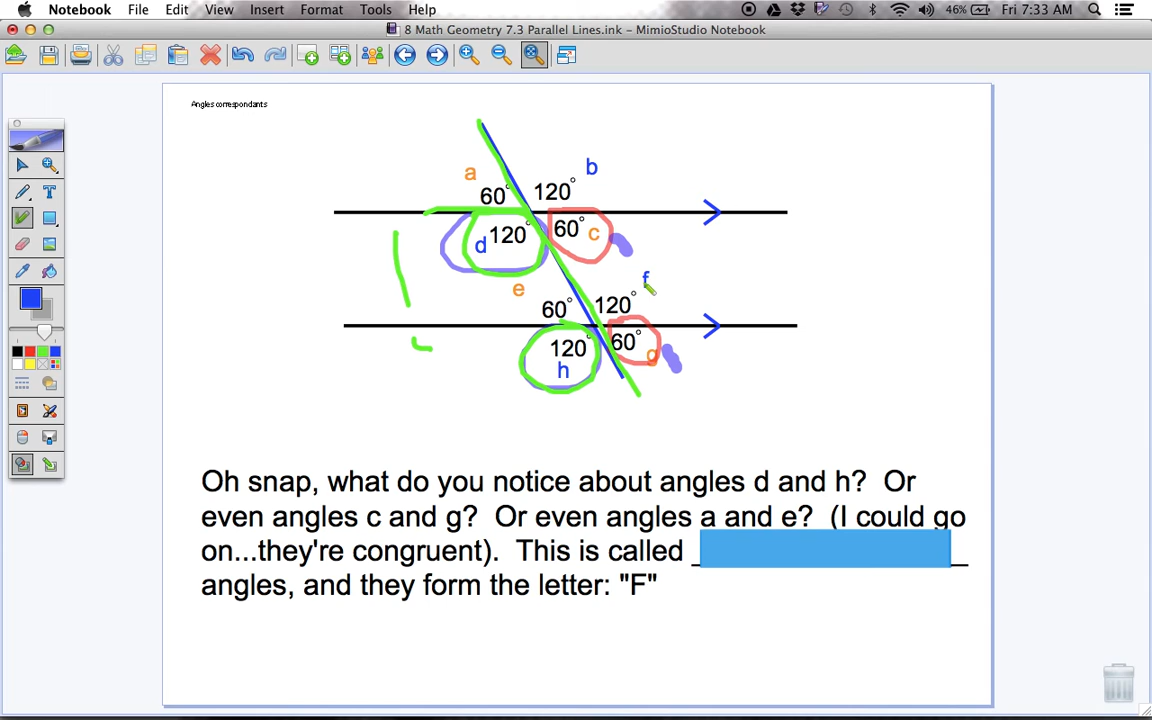 Notebook File Edit View Insert Format Tools Help 46% Fri 7:33 AM
8 Math Geometry 7.3 Parallel Lines.ink - MimioStudio Notebook
Angles correspondants
a b
60° 120°
d 120° 60° c
e f
60° 120°
120° 60° g
h
Oh snap, what do you notice about angles d and h? Or
even angles c and g? Or even angles a and e? (I could go
on...they're congruent). This is called _ _
angles, and they form the letter: "F"